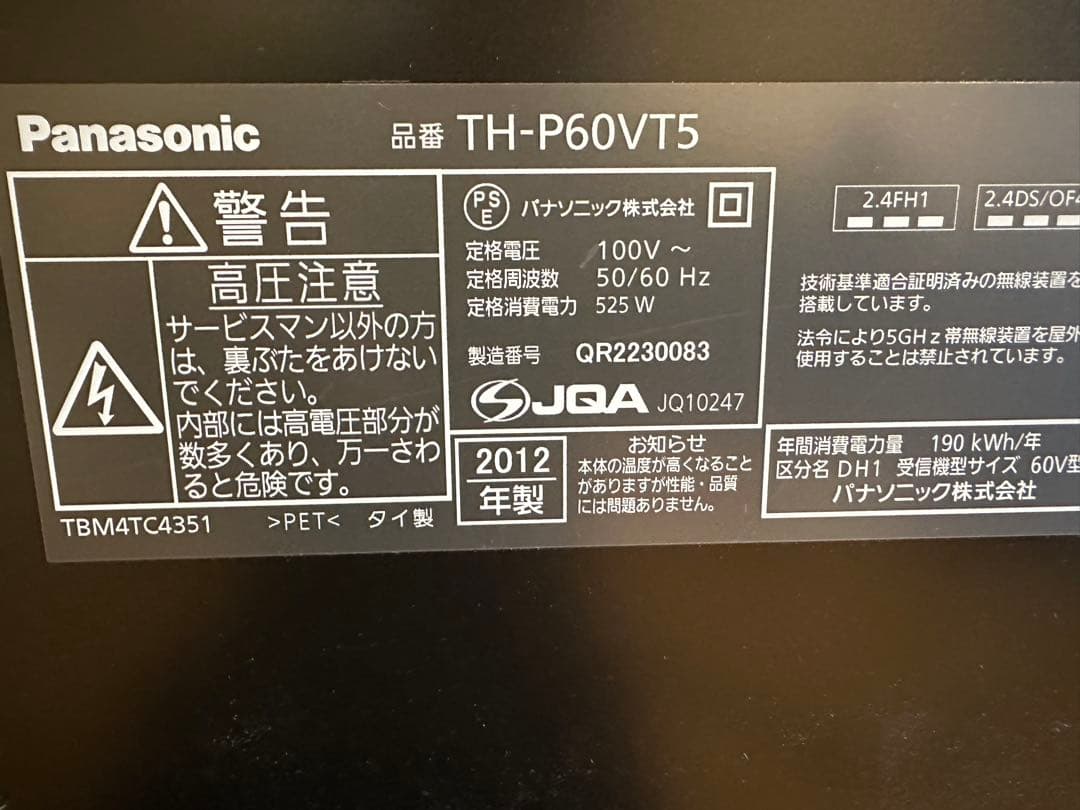 Panasonic 品番 TH-P60VT5
警告
高圧注意
サービスマン以外の方
は、裏ぶたをあけない
でください。
内部には高電圧部分が
数多くあり、万一さわ
ると危険です。
TBM4TC4351 >PET< タイ製
PSE パナソニック株式会社
定格電圧 100V ～
定格周波数 50/60 Hz
定格消費電力 525 W
製造番号 QR2230083
JQA JQ10247
2012
年製
お知らせ
本体の温度が高くなること
がありますが性能・品質
には問題ありません。
2.4FH1
2.4DS/OF4
技術基準適合証明済みの無線装置を
搭載しています。
法令により5GHz帯無線装置を屋外
使用することは禁止されています。
年間消費電力量 190 kWh/年
区分名 DH1 受信機型サイズ 60V型
パナソニック株式会社